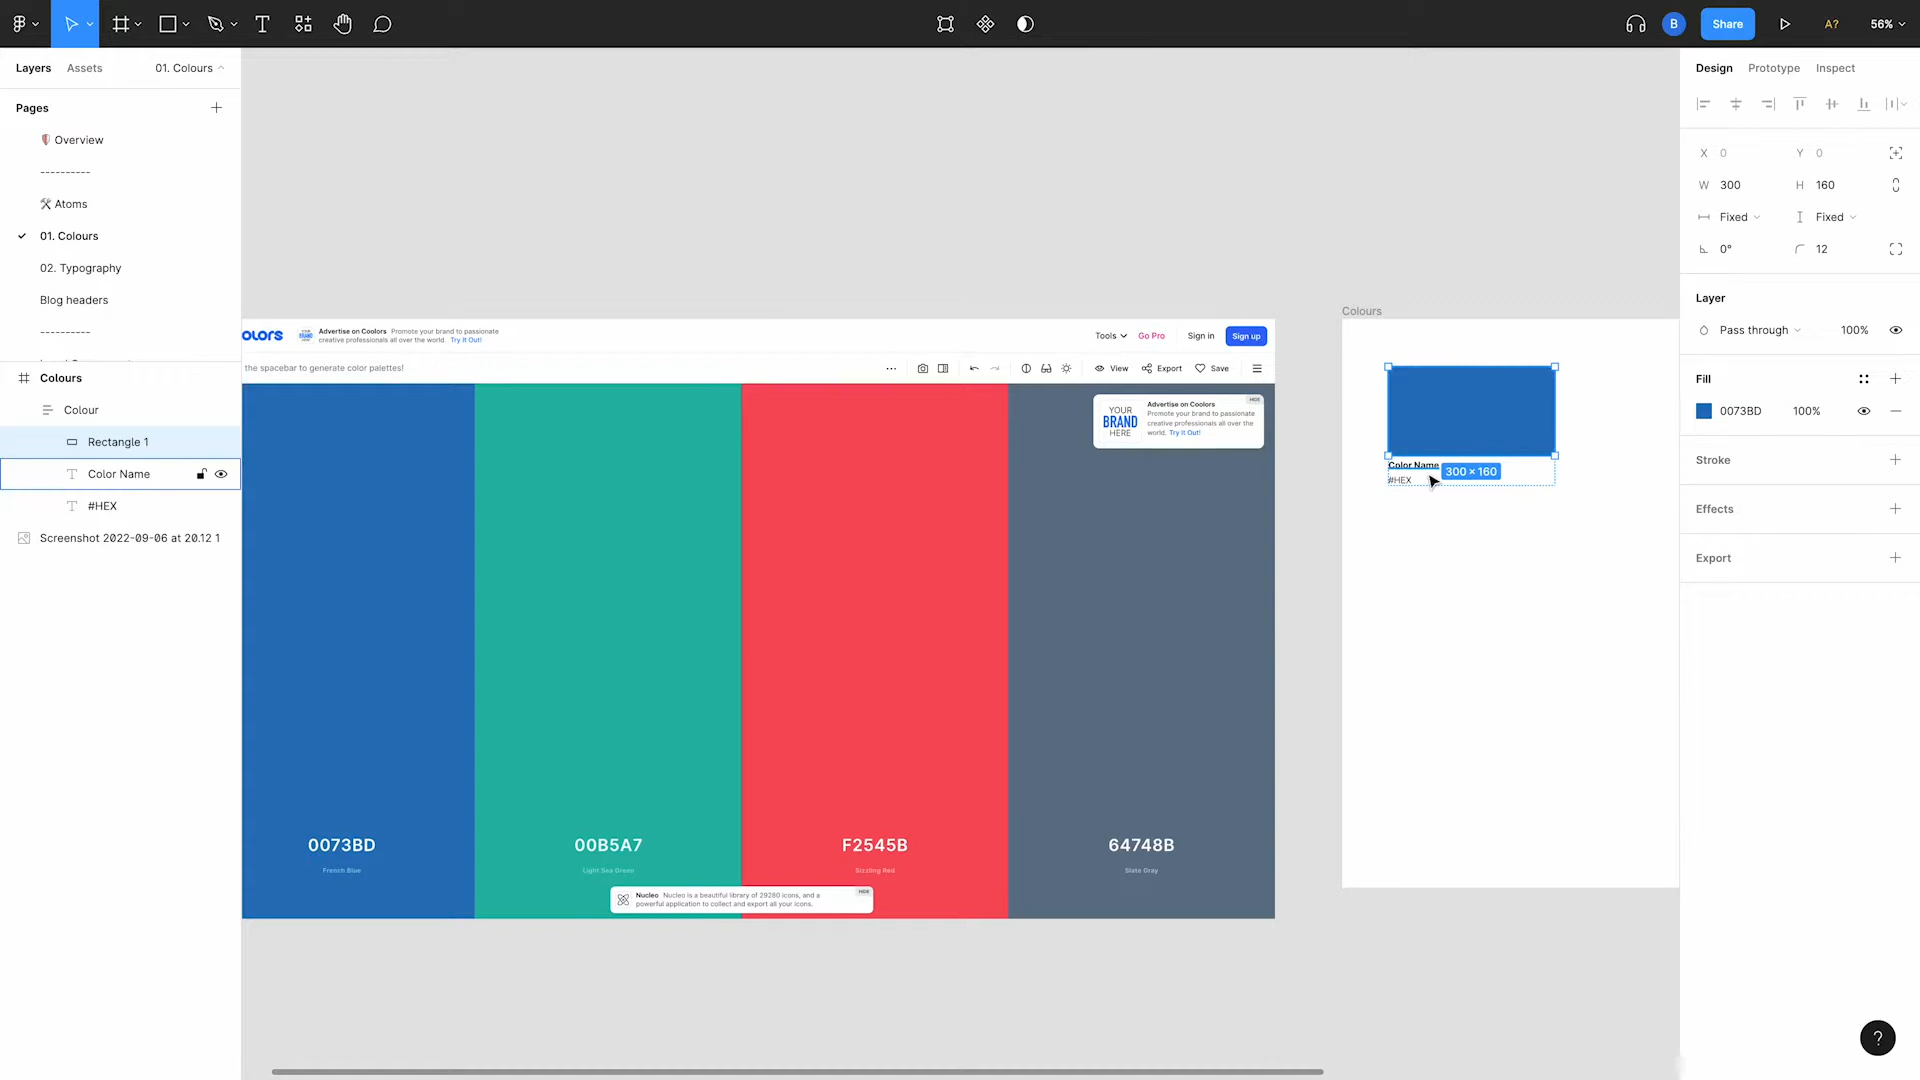 B
Share
A?
56%
Layers
Assets
01. Colours
Pages
Overview
----------
Atoms
01. Colours
02. Typography
Blog headers
----------
Colours
Colour
Rectangle 1
Color Name
#HEX
Screenshot 2022-09-06 at 20.12 1
olors
YOUR
BRAND
HERE
Advertise on Coolors Promote your brand to passionate
creative professionals all over the world. Try It Out!
Tools
Go Pro
Sign in
Sign up
the spacebar to generate color palettes!
View
Export
Save
YOUR
BRAND
HERE
Advertise on Coolors
Promote your brand to passionate
creative professionals all over the
world. Try It Out!
HIDE
0073BD
French Blue
00B5A7
Light Sea Green
F2545B
Sizzling Red
64748B
Slate Gray
Nucleo Nucleo is a beautiful library of 29280 icons, and a
powerful application to collect and export all your icons.
HIDE
Colours
Color Name
#HEX
300 × 160
Design
Prototype
Inspect
X 0
Y 0
W 300
H 160
Fixed
Fixed
0°
12
Layer
Pass through
100%
Fill
0073BD
100%
Stroke
Effects
Export
?